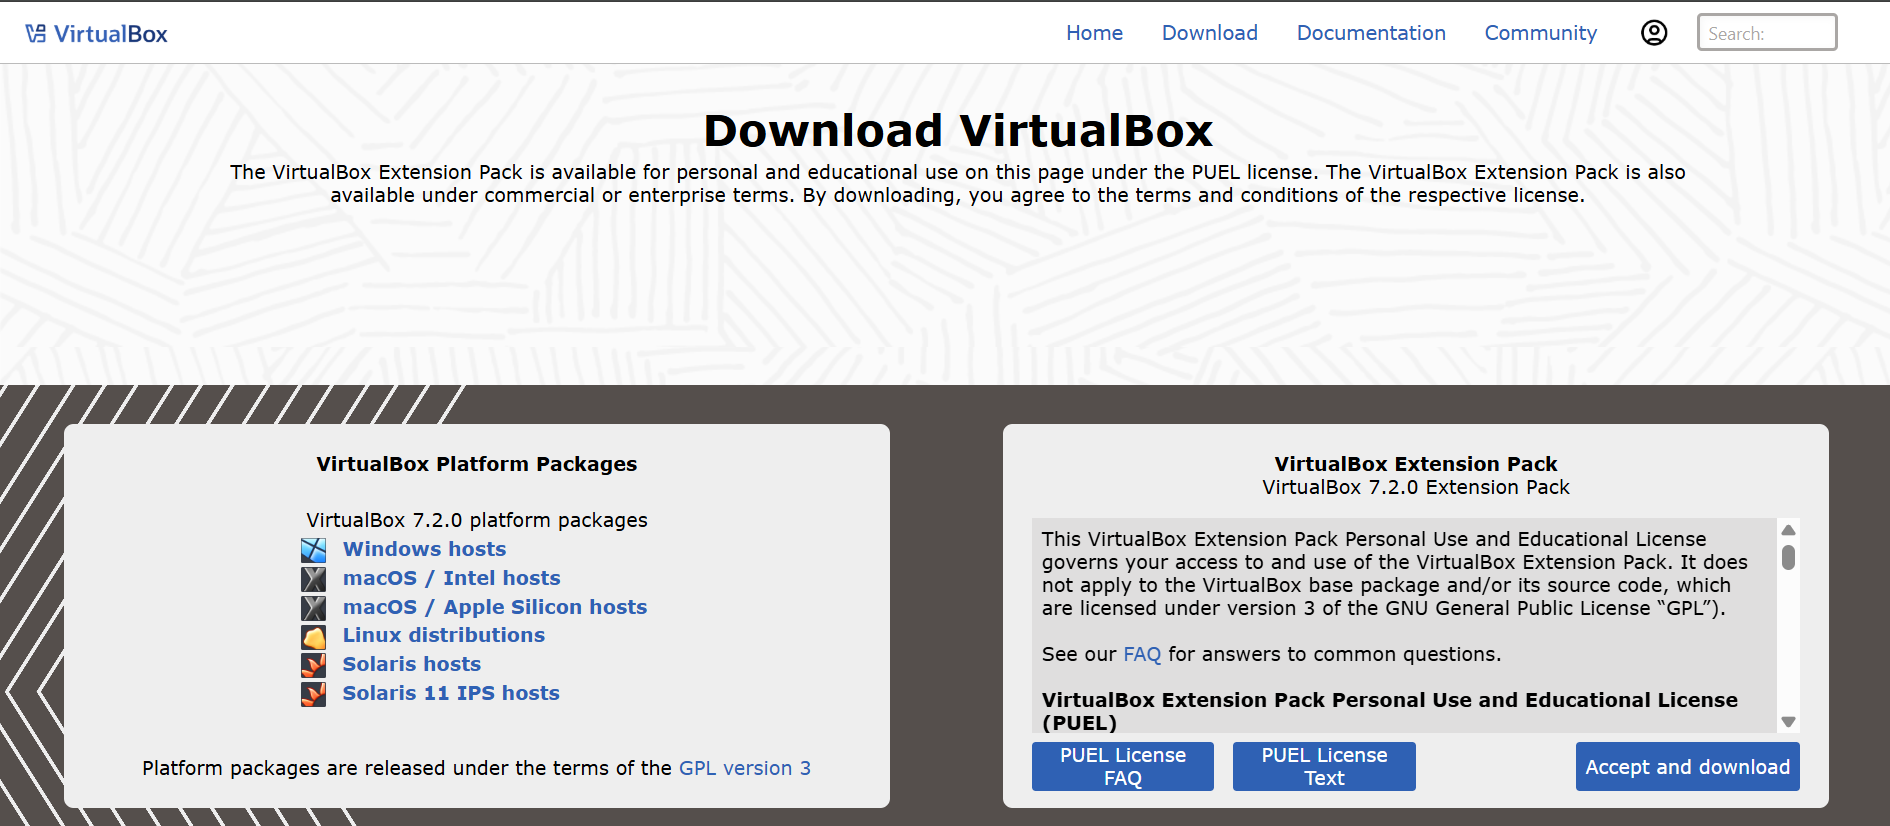 VirtualBox
Home
Download
Documentation
Community
Search:
Download VirtualBox
The VirtualBox Extension Pack is available for personal and educational use on this page under the PUEL license. The VirtualBox Extension Pack is also
available under commercial or enterprise terms. By downloading, you agree to the terms and conditions of the respective license.
VirtualBox Platform Packages
VirtualBox 7.2.0 platform packages
Windows hosts
macOS / Intel hosts
macOS / Apple Silicon hosts
Linux distributions
Solaris hosts
Solaris 11 IPS hosts
Platform packages are released under the terms of the GPL version 3
VirtualBox Extension Pack
VirtualBox 7.2.0 Extension Pack
This VirtualBox Extension Pack Personal Use and Educational License
governs your access to and use of the VirtualBox Extension Pack. It does
not apply to the VirtualBox base package and/or its source code, which
are licensed under version 3 of the GNU General Public License “GPL”).
See our FAQ for answers to common questions.
VirtualBox Extension Pack Personal Use and Educational License
(PUEL)
PUEL License
FAQ
PUEL License
Text
Accept and download